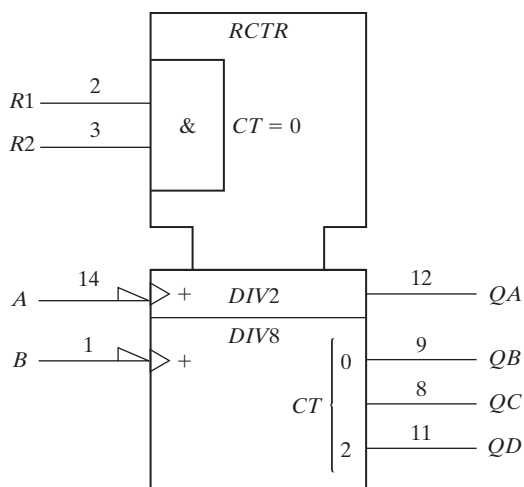 RCTR
R1 2
& CT = 0
R2 3
A 14 + DIV2 12 QA
DIV8
B 1 + 0 9 QB
CT 8 QC
2 11 QD